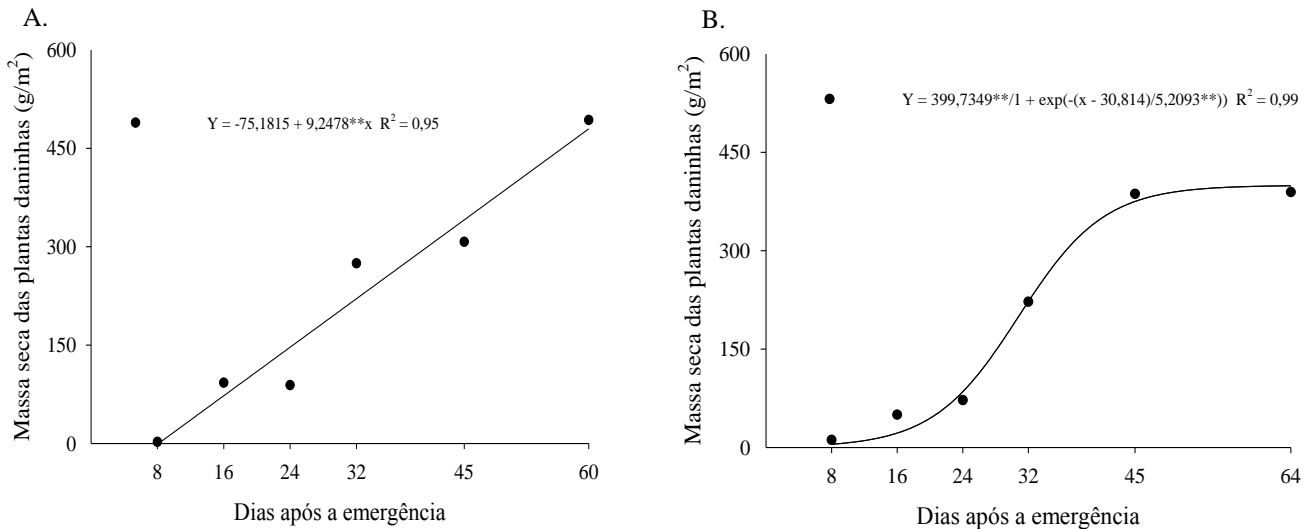 A.
Massa seca das plantas daninhas (g/m²)
600
450
300
150
0
Y = -75,1815 + 9,2478**x R² = 0,95
8 16 24 32 45 60
Dias após a emergência
B.
Massa seca das plantas daninhas (g/m²)
600
450
300
150
0
Y = 399,7349**/1 + exp(-(x - 30,814)/5,2093**)) R² = 0,99
8 16 24 32 45 64
Dias após a emergência